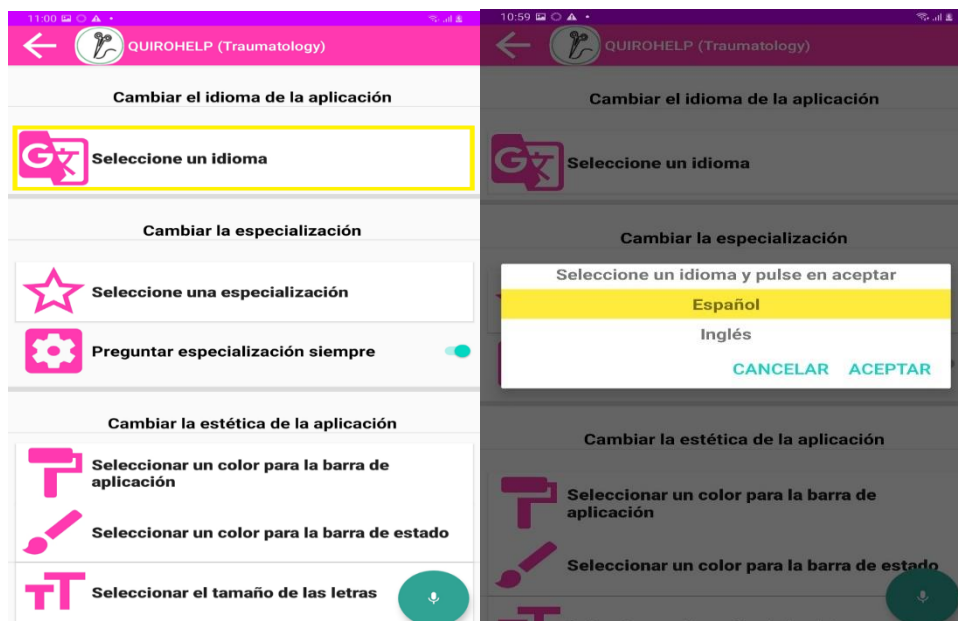 11:00
QUIROHELP (Traumatology)
Cambiar el idioma de la aplicación
Seleccione un idioma
Cambiar la especialización
Seleccione una especialización
Preguntar especialización siempre
Cambiar la estética de la aplicación
Seleccionar un color para la barra de
aplicación
Seleccionar un color para la barra de estado
Seleccionar el tamaño de las letras
10:59
QUIROHELP (Traumatology)
Cambiar el idioma de la aplicación
Seleccione un idioma
Cambiar la especialización
Seleccione un idioma y pulse en aceptar
Español
Inglés
CANCELAR ACEPTAR
Cambiar la estética de la aplicación
Seleccionar un color para la barra de
aplicación
Seleccionar un color para la barra de estado